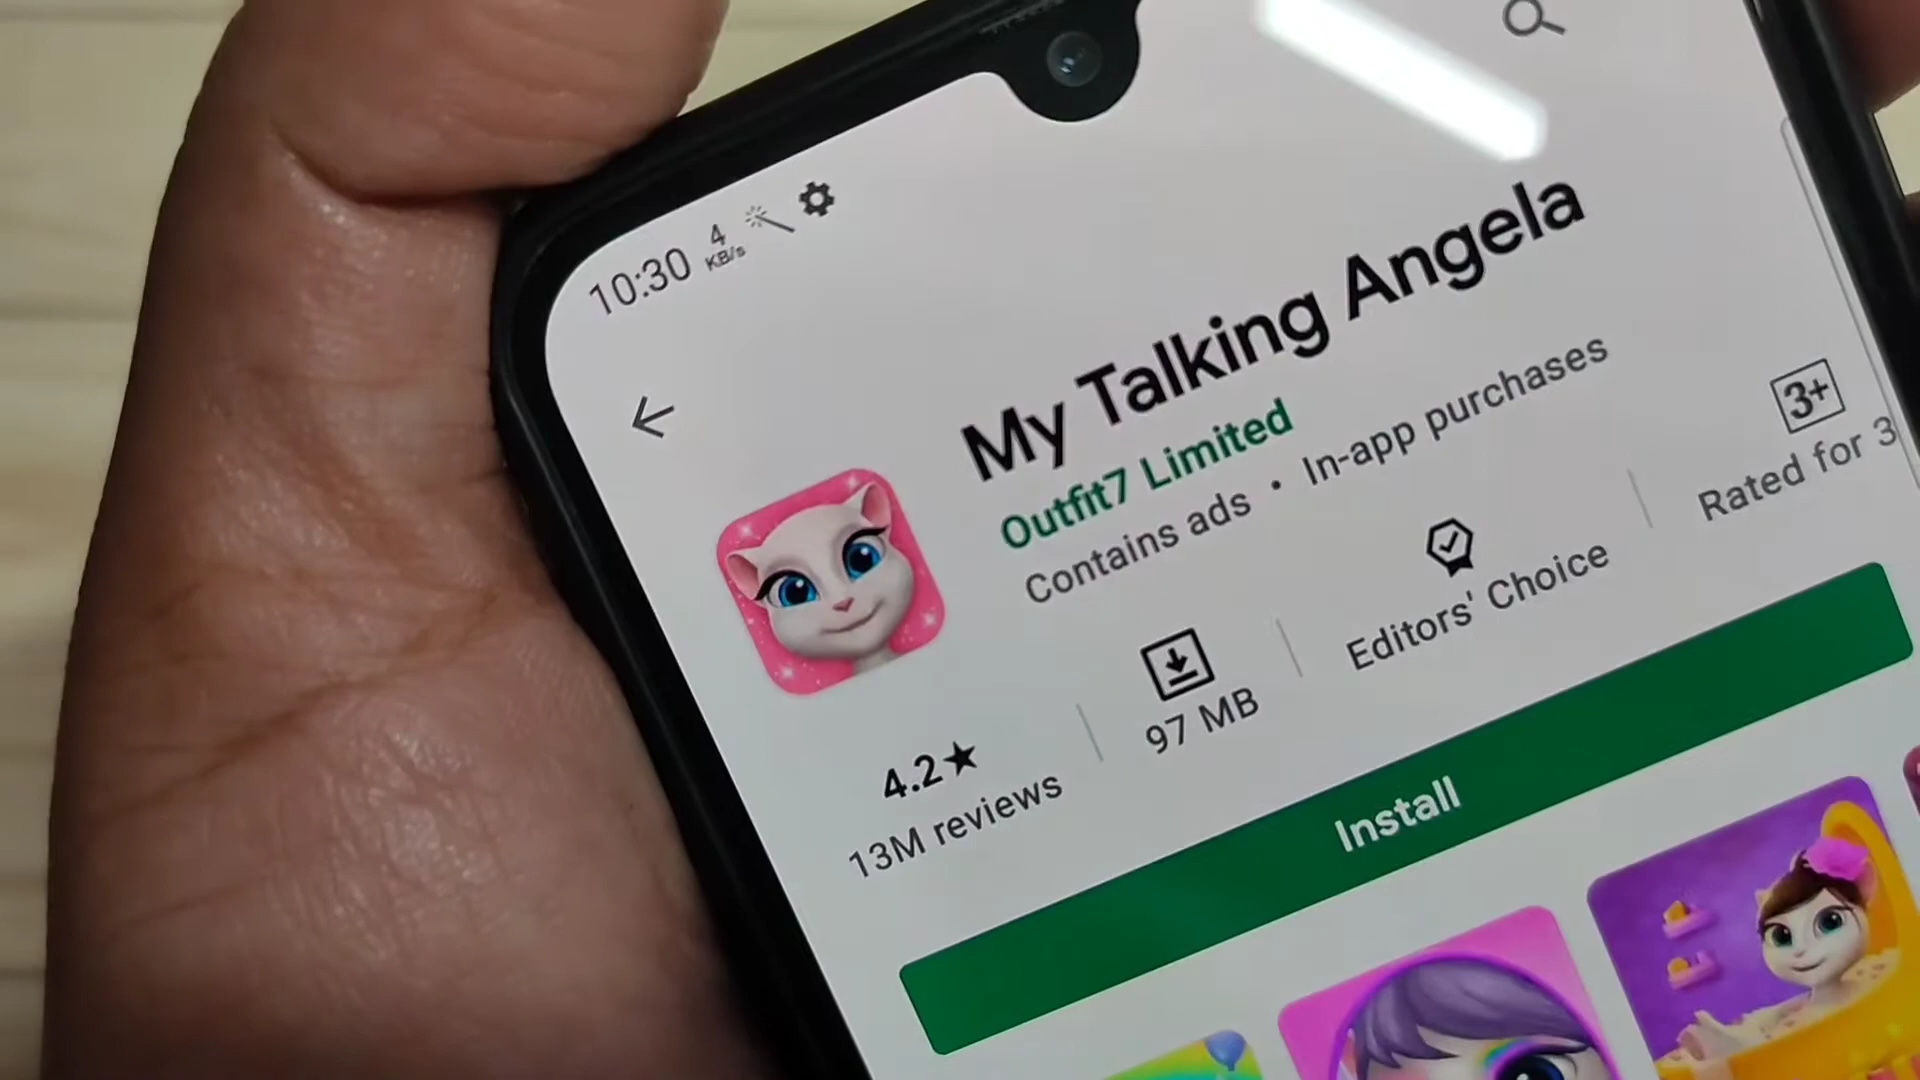 10:30
4
KB/s
My Talking Angela
Outfit7 Limited
Contains ads • In-app purchases
4.2★
13M reviews
97 MB
Editors' Choice
3+
Rated for 3
Install